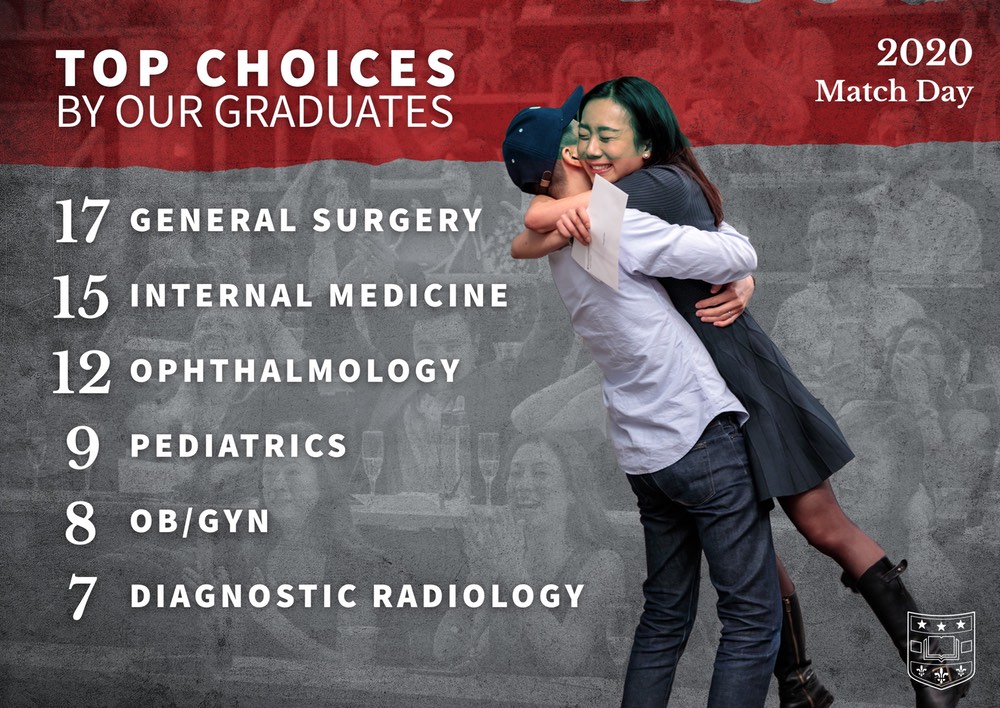 TOP CHOICES
BY OUR GRADUATES
2020
Match Day
17 GENERAL SURGERY
15 INTERNAL MEDICINE
12 OPHTHALMOLOGY
9 PEDIATRICS
8 OB/GYN
7 DIAGNOSTIC RADIOLOGY